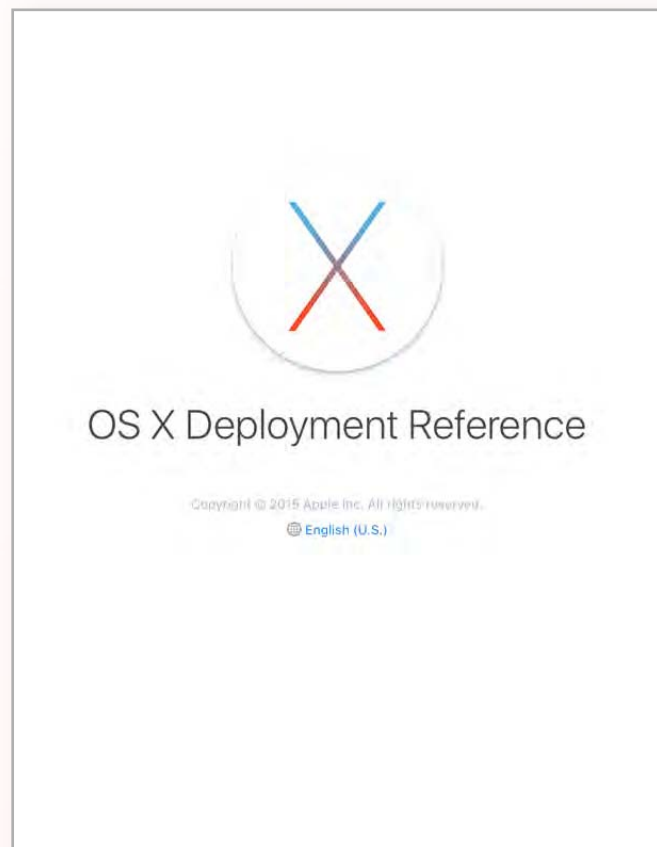 OS X Deployment Reference
Copyright © 2015 Apple Inc. All rights reserved.
English (U.S.)